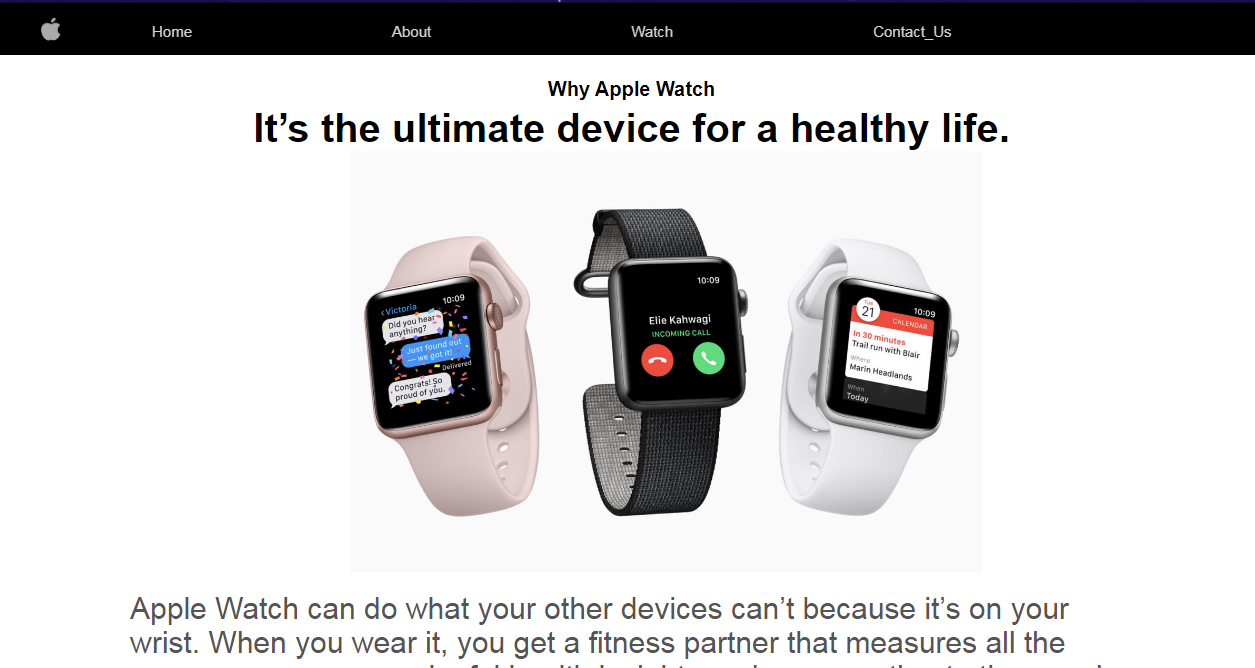 Home About Watch Contact_Us
Why Apple Watch
It’s the ultimate device for a healthy life.
10:09
Victoria
Did you hear
anything?
Just found out
— we got it!
Delivered
Congrats! So
proud of you.
10:09
Elie Kahwagi
INCOMING CALL
10:09
TUE
21
CALENDAR
In 30 minutes
Trail run with Blair
Where
Marin Headlands
When
Today
Apple Watch can do what your other devices can’t because it’s on your
wrist. When you wear it, you get a fitness partner that measures all the